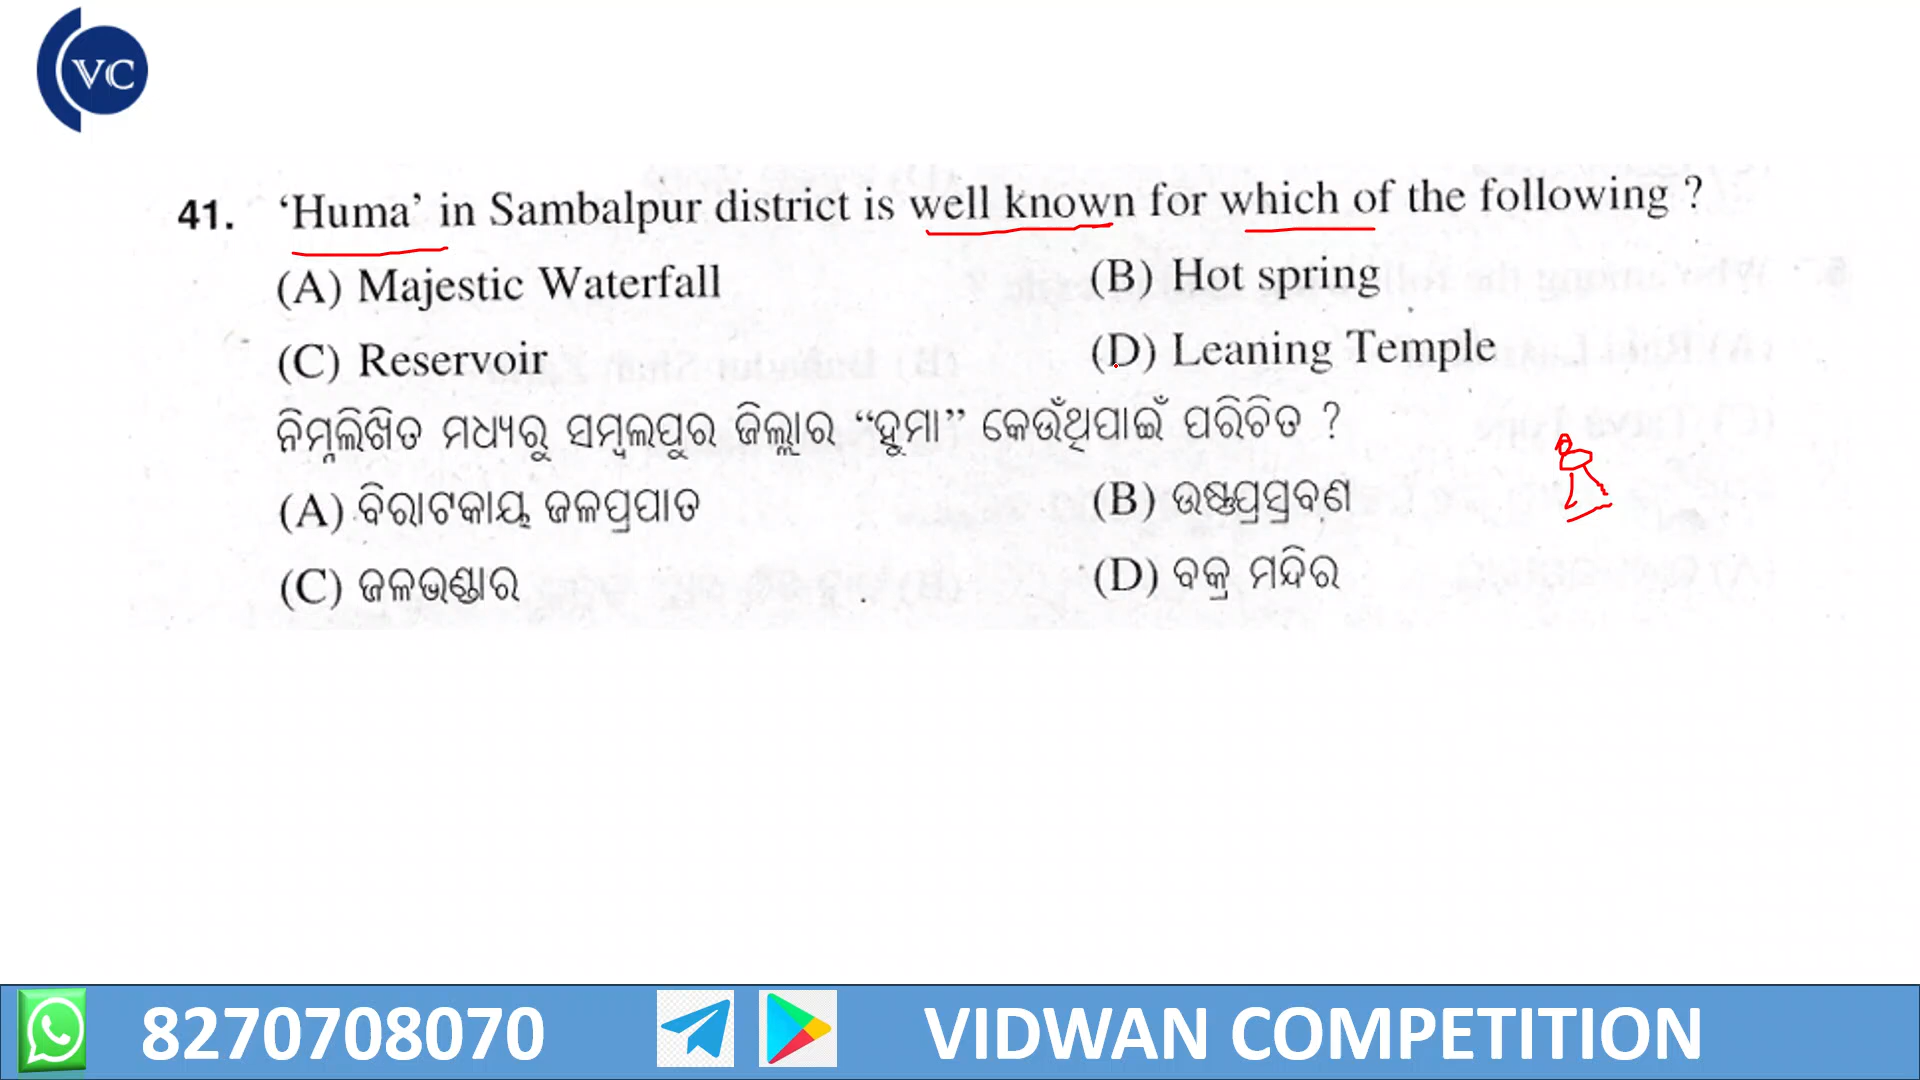 VC
41. ‘Huma’ in Sambalpur district is well known for which of the following ?
(A) Majestic Waterfall (B) Hot spring
(C) Reservoir (D) Leaning Temple
ନିମ୍ନଲିଖିତ ମଧ୍ୟରୁ ସମ୍ବଲପୁର ଜିଲ୍ଲାର “ହୁମା” କେଉଁଥିପାଇଁ ପରିଚିତ ?
(A) ବିରାଟକାୟ ଜଳପ୍ରପାତ (B) ଉଷ୍ଣପ୍ରସ୍ରବଣ
(C) ଜଳଭଣ୍ଡାର (D) ବକ୍ର ମନ୍ଦିର
8270708070 VIDWAN COMPETITION